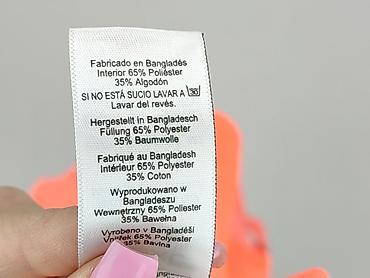 Fabricado en Bangladés
Interior 65% Poliéster
35% Algodón
SI NO ESTÁ SUCIO LAVAR A
Lavar del revés.
Hergestellt in Bangladesch
Füllung 65% Polyester
35% Baumwolle
Fabriqué au Bangladesh
Intérieur 65% Polyester
35% Coton
Wyprodukowano w
Bangladeszu
Wewnętrzny 65% Polyester
35% Bawełna
Vyrobeno v Bangladéši
65% Polyester
35% Bavlna